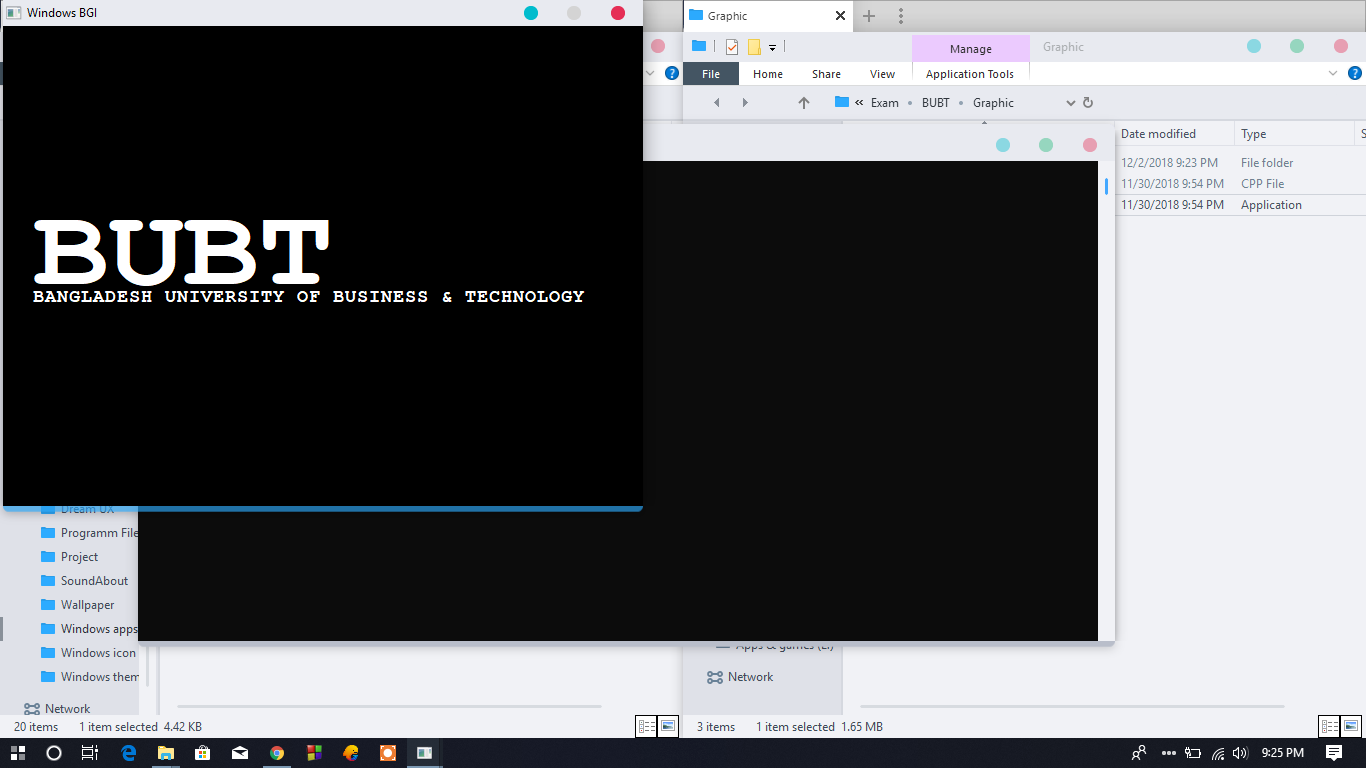 Windows BGI
Graphic
Manage
Graphic
File
Home
Share
View
Application Tools
Exam
BUBT
Graphic
Date modified
Type
S
12/2/2018 9:23 PM
File folder
11/30/2018 9:54 PM
CPP File
11/30/2018 9:54 PM
Application
BUBT
BANGLADESH UNIVERSITY OF BUSINESS & TECHNOLOGY
Dream UX
Programm File
Project
SoundAbout
Wallpaper
Windows apps
Windows icon
Windows them
Network
20 items
1 item selected 4.42 KB
Apps & games (E:)
Network
3 items
1 item selected 1.65 MB
9:25 PM